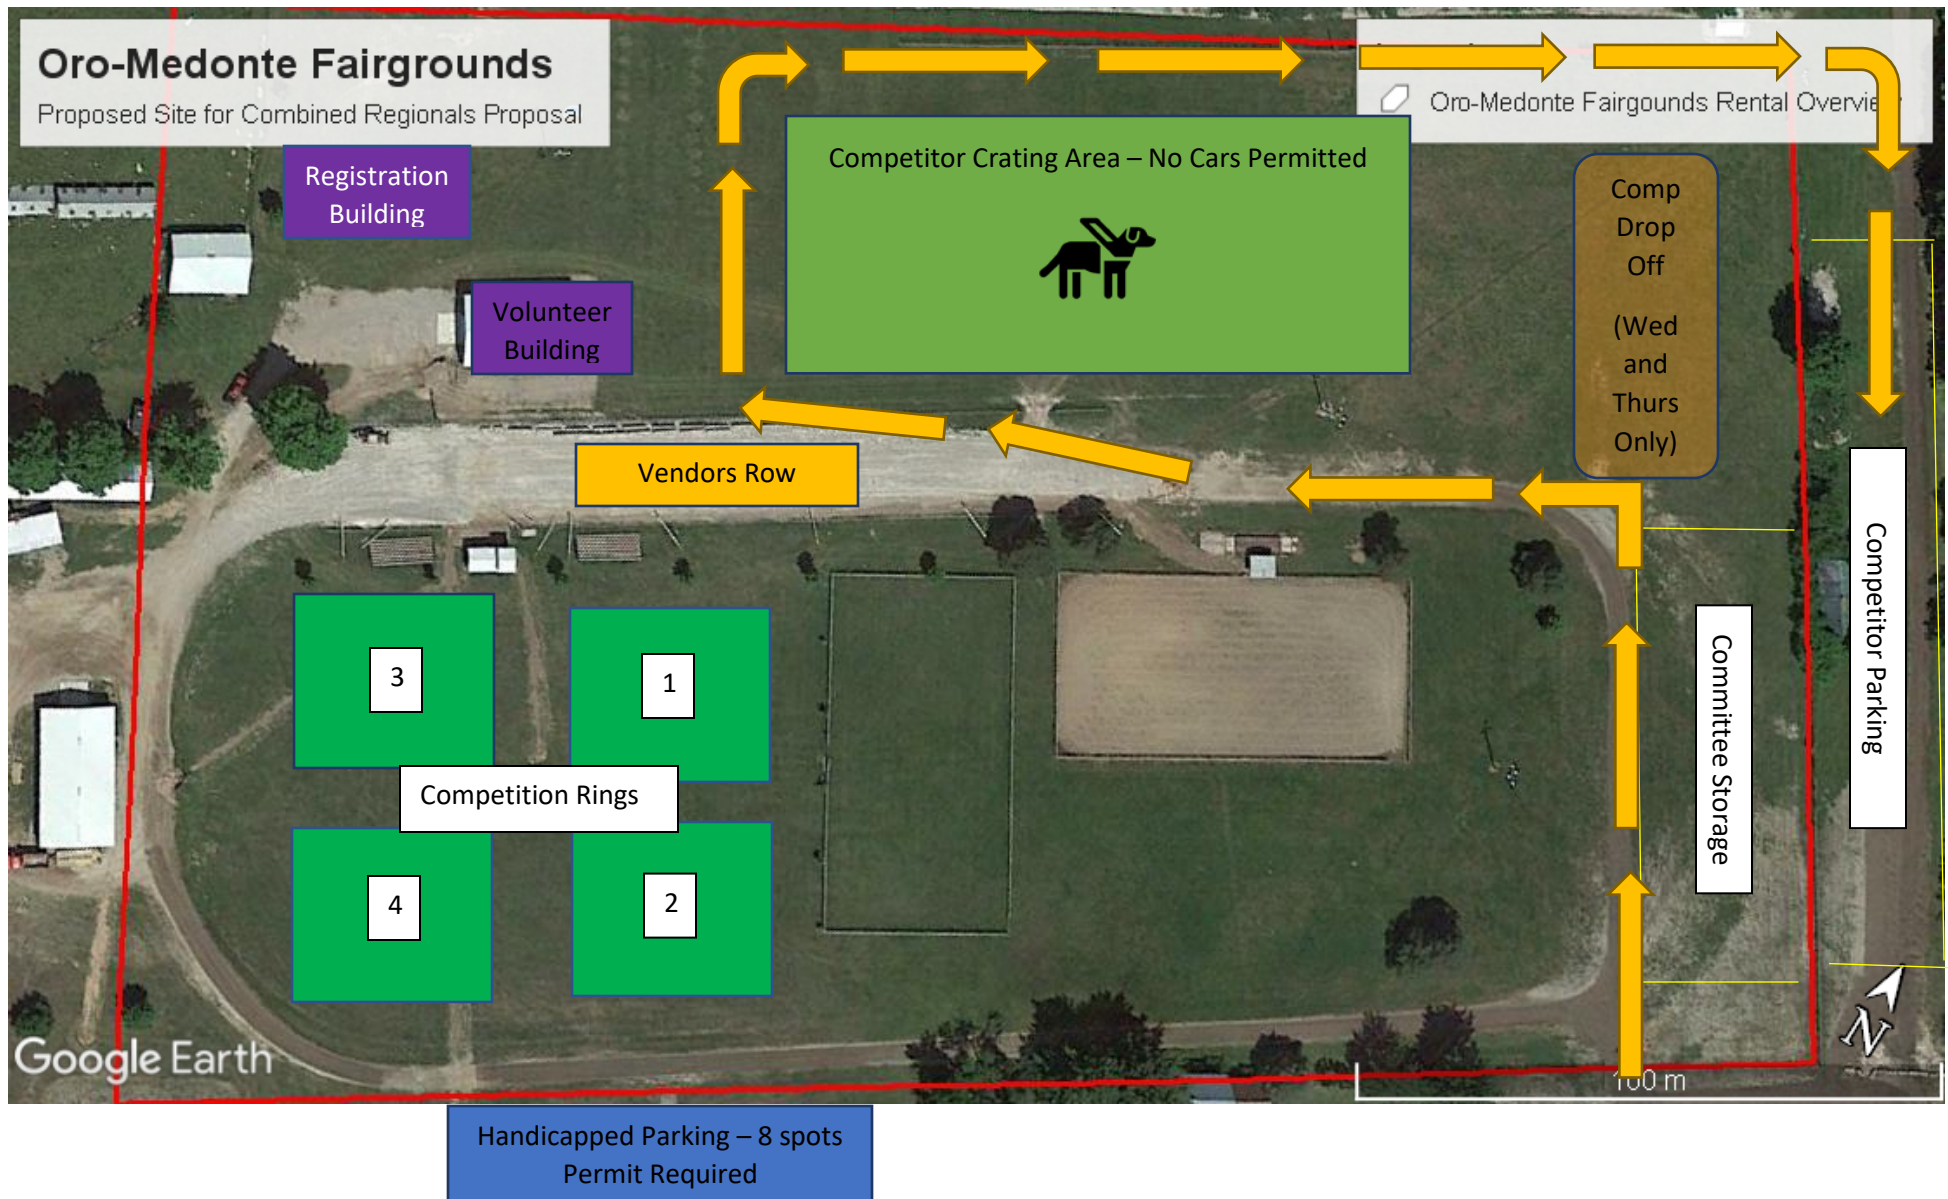 Oro-Medonte Fairgrounds
Proposed Site for Combined Regionals Proposal
Oro-Medonte Fairgounds Rental
Registration
Building
Competitor Crating Area – No Cars Permitted
Comp
Drop
Off
(Wed
and
Thurs
Only)
Volunteer
Building
Vendors Row
Competitor Parking
Committee Storage
3
1
Competition Rings
4
2
N
Google Earth
100 m
Handicapped Parking – 8 spots
Permit Required